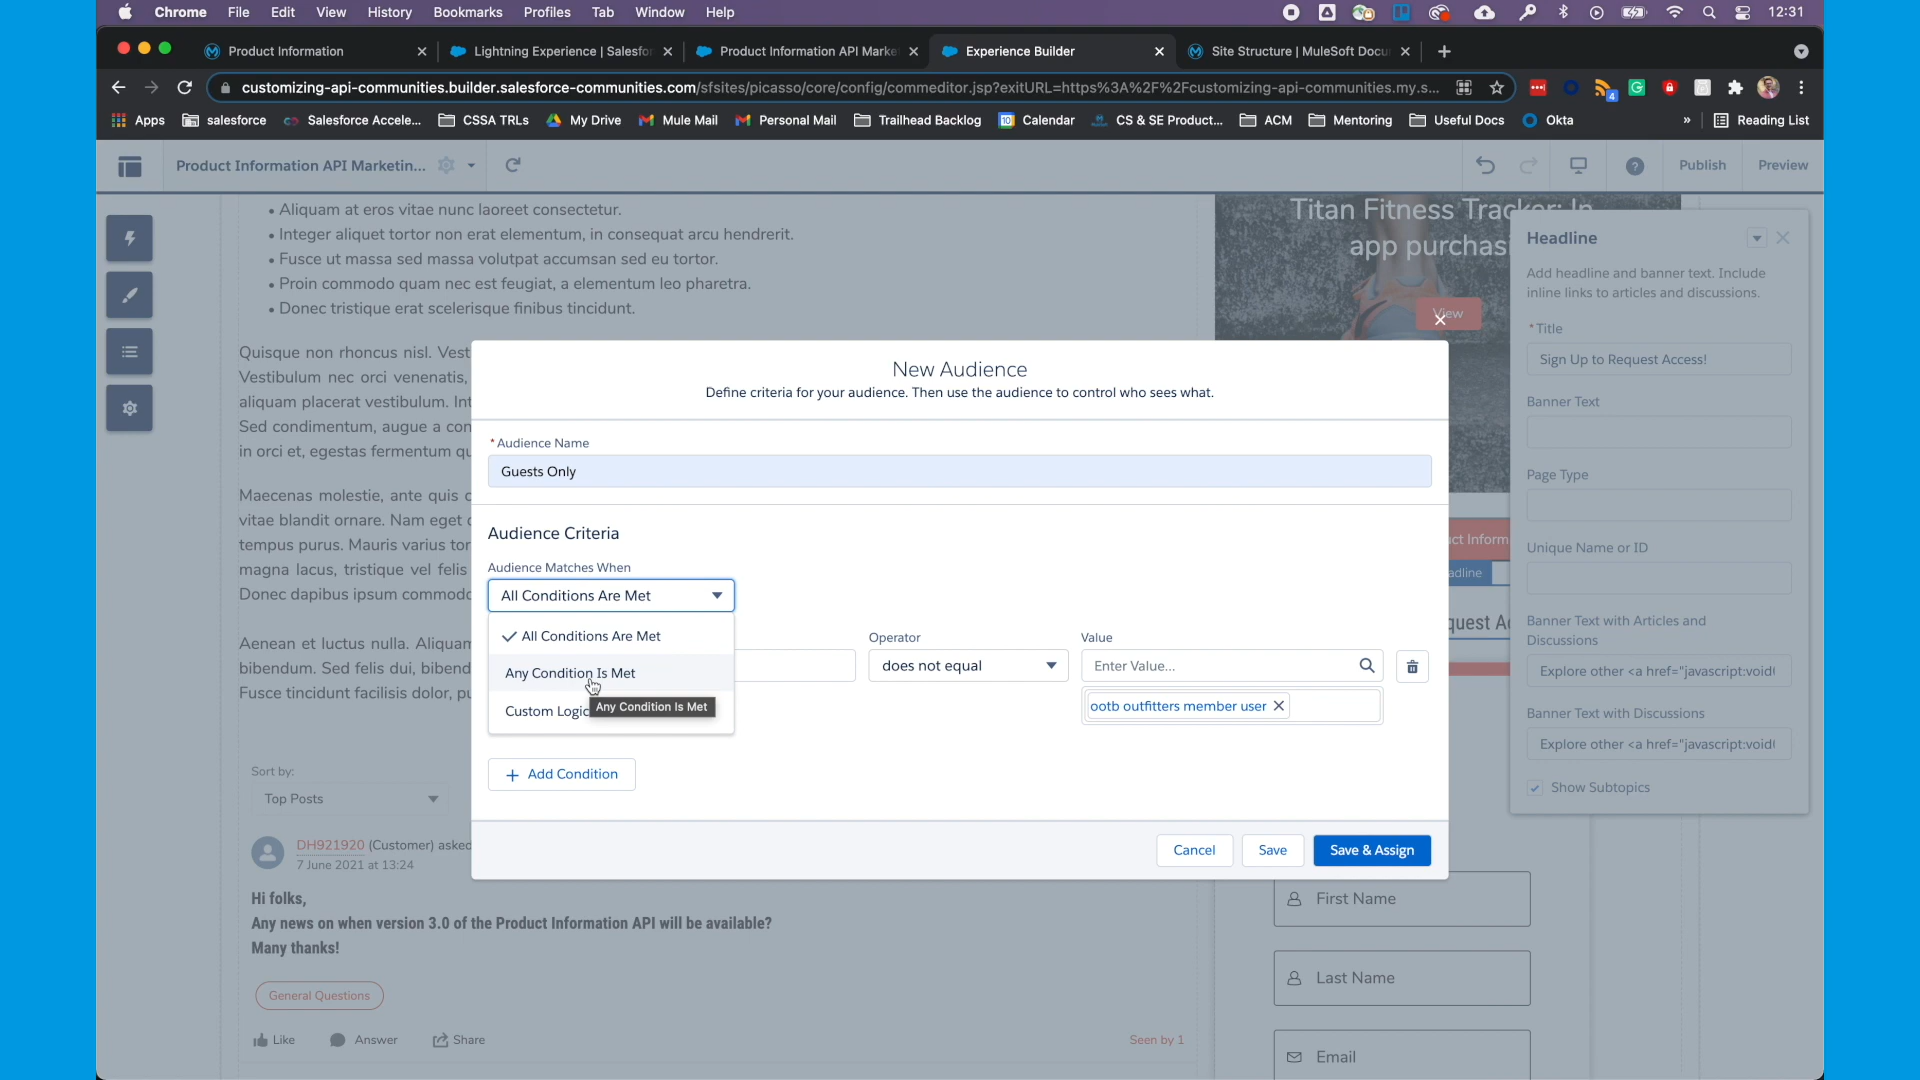 Chrome File Edit View History Bookmarks Profiles Tab Window Help 12:31
Product Information
Lightning Experience | Salesfor
Product Information API Marke
Experience Builder
Site Structure | MuleSoft Docur
customizing-api-communities.builder.salesforce-communities.com/sfsites/picasso/core/config/commeditor.jsp?exitURL=https%3A%2F%2Fcustomizing-api-communities.my.s...
4
Apps salesforce Salesforce Accele... CSSA TRLs My Drive Mule Mail Personal Mail Trailhead Backlog 10 Calendar CS & SE Product... ACM Mentoring Useful Docs Okta » Reading List
Product Information API Marketin...
Publish Preview
• Aliquam at eros vitae nunc laoreet consectetur.
• Integer aliquet tortor non erat elementum, in consequat arcu hendrerit.
• Fusce ut massa sed massa volutpat accumsan sed eu tortor.
• Proin commodo quam nec est feugiat, a elementum leo pharetra.
• Donec tristique erat scelerisque finibus tincidunt.
Quisque non rhoncus nisl. Vest
Vestibulum nec orci venenatis,
aliquam placerat vestibulum. Int
Sed condimentum, augue a con
in orci et, egestas fermentum qu
Maecenas molestie, ante quis c
vitae blandit ornare. Nam eget c
tempus purus. Mauris varius tor
magna lacus, tristique vel felis
Donec dapibus ipsum commodo
Aenean et luctus nulla. Aliquam
bibendum. Sed felis dui, bibend
Fusce tincidunt facilisis dolor, pu
Sort by:
Top Posts
DH921920 (Customer) asked
7 June 2021 at 13:24
Hi folks,
Any news on when version 3.0 of the Product Information API will be available?
Many thanks!
General Questions
Like Answer Share
Seen by 1
Titan Fitness Tracker: In
app purchasi
View
New Audience
Define criteria for your audience. Then use the audience to control who sees what.
* Audience Name
Guests Only
Audience Criteria
Audience Matches When
All Conditions Are Met
All Conditions Are Met
Any Condition Is Met
Custom Logic
Any Condition Is Met
Operator
does not equal
Value
Enter Value...
ootb outfitters member user
Add Condition
Cancel Save Save & Assign
ct Inform
adline
quest Ac
First Name
Last Name
Email
Headline
Add headline and banner text. Include
inline links to articles and discussions.
* Title
Sign Up to Request Access!
Banner Text
Page Type
Unique Name or ID
Banner Text with Articles and
Discussions
Explore other <a href="javascript:void(
Banner Text with Discussions
Explore other <a href="javascript:void(
Show Subtopics